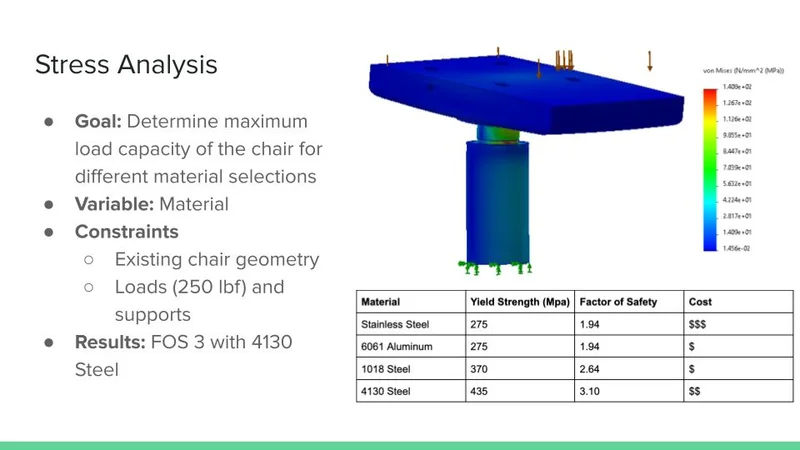 Stress Analysis
● Goal: Determine maximum
load capacity of the chair for
different material selections
● Variable: Material
● Constraints
○ Existing chair geometry
○ Loads (250 lbf) and
supports
● Results: FOS 3 with 4130
Steel
von Mises (N/mm^2 (MPa))
1.408e+02
1.267e+02
1.126e+02
9.855e+01
8.447e+01
7.039e+01
5.632e+01
4.224e+01
2.817e+01
1.409e+01
1.456e-02
Material Yield Strength (Mpa) Factor of Safety Cost
Stainless Steel 275 1.94 $$$
6061 Aluminum 275 1.94 $
1018 Steel 370 2.64 $
4130 Steel 435 3.10 $$